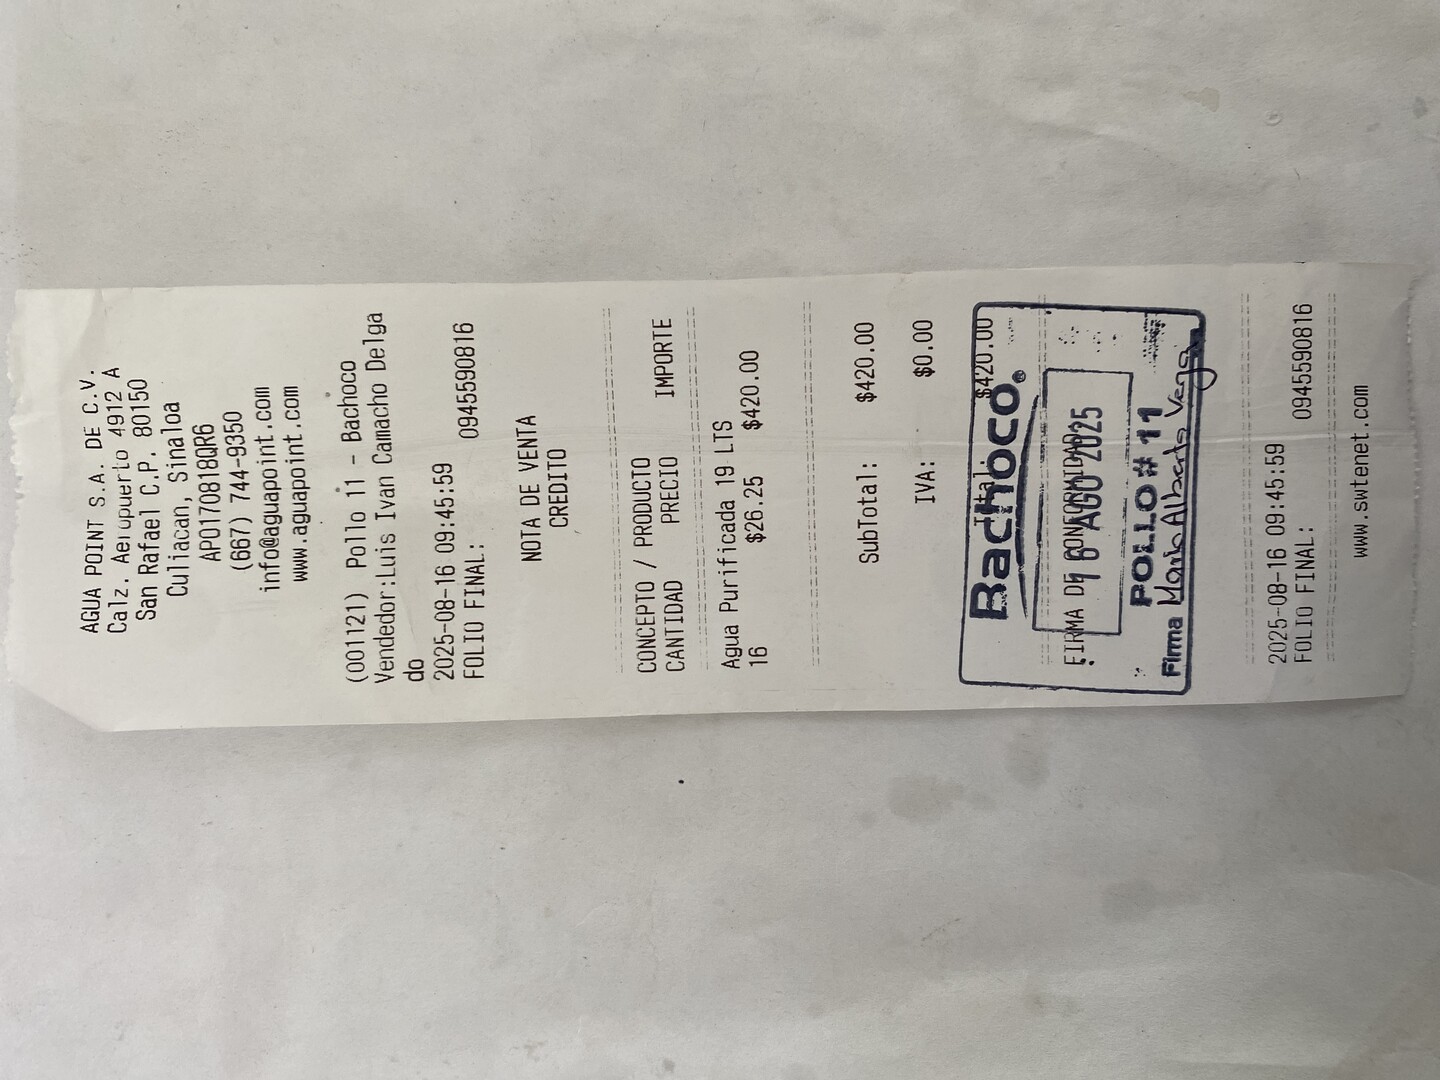 AGUA POINT S.A. DE C.V.
Calz. Aeropuerto 4912 A
San Rafael C.P. 80150
Culiacan, Sinaloa
APO170818QR6
(667) 744-9350
info@aguapoint.com
www.aguapoint.com
(001121) Pollo 11 - Bachoco
Vendedor:Luis Ivan Camacho Delga
do
2025-08-16 09:45:59
FOLIO FINAL: 0945590816
NOTA DE VENTA
CREDITO
CONCEPTO / PRODUCTO
CANTIDAD PRECIO IMPORTE
Agua Purificada 19 LTS
16 $26.25 $420.00
SubTotal: $420.00
IVA: $0.00
Total: $420.00
Bachoco®
FIRMA DE CONFORMIDAD
16 AGO 2025
POLLO # 11
Firma Mario Alberto Vega
2025-08-16 09:45:59
FOLIO FINAL: 0945590816
www.swtenet.com